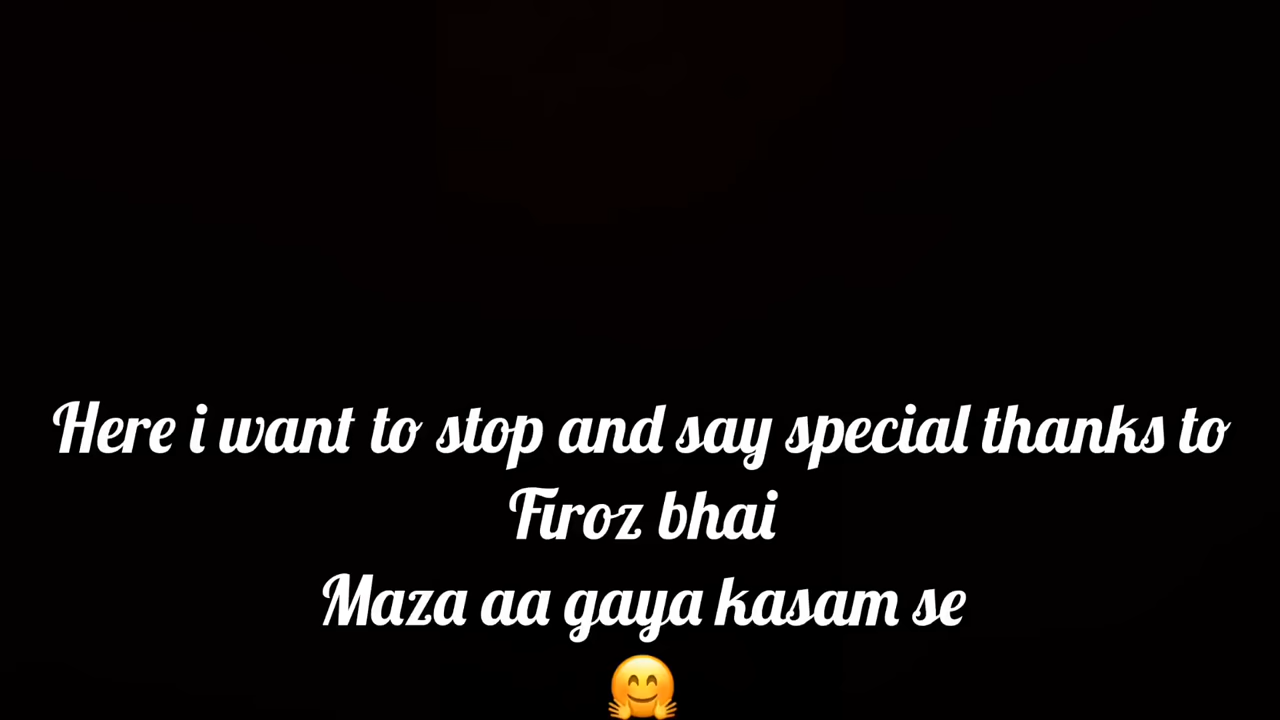 Here i want to stop and say special thanks to
Firoz bhai
Maza aa gaya kasam se
🤗